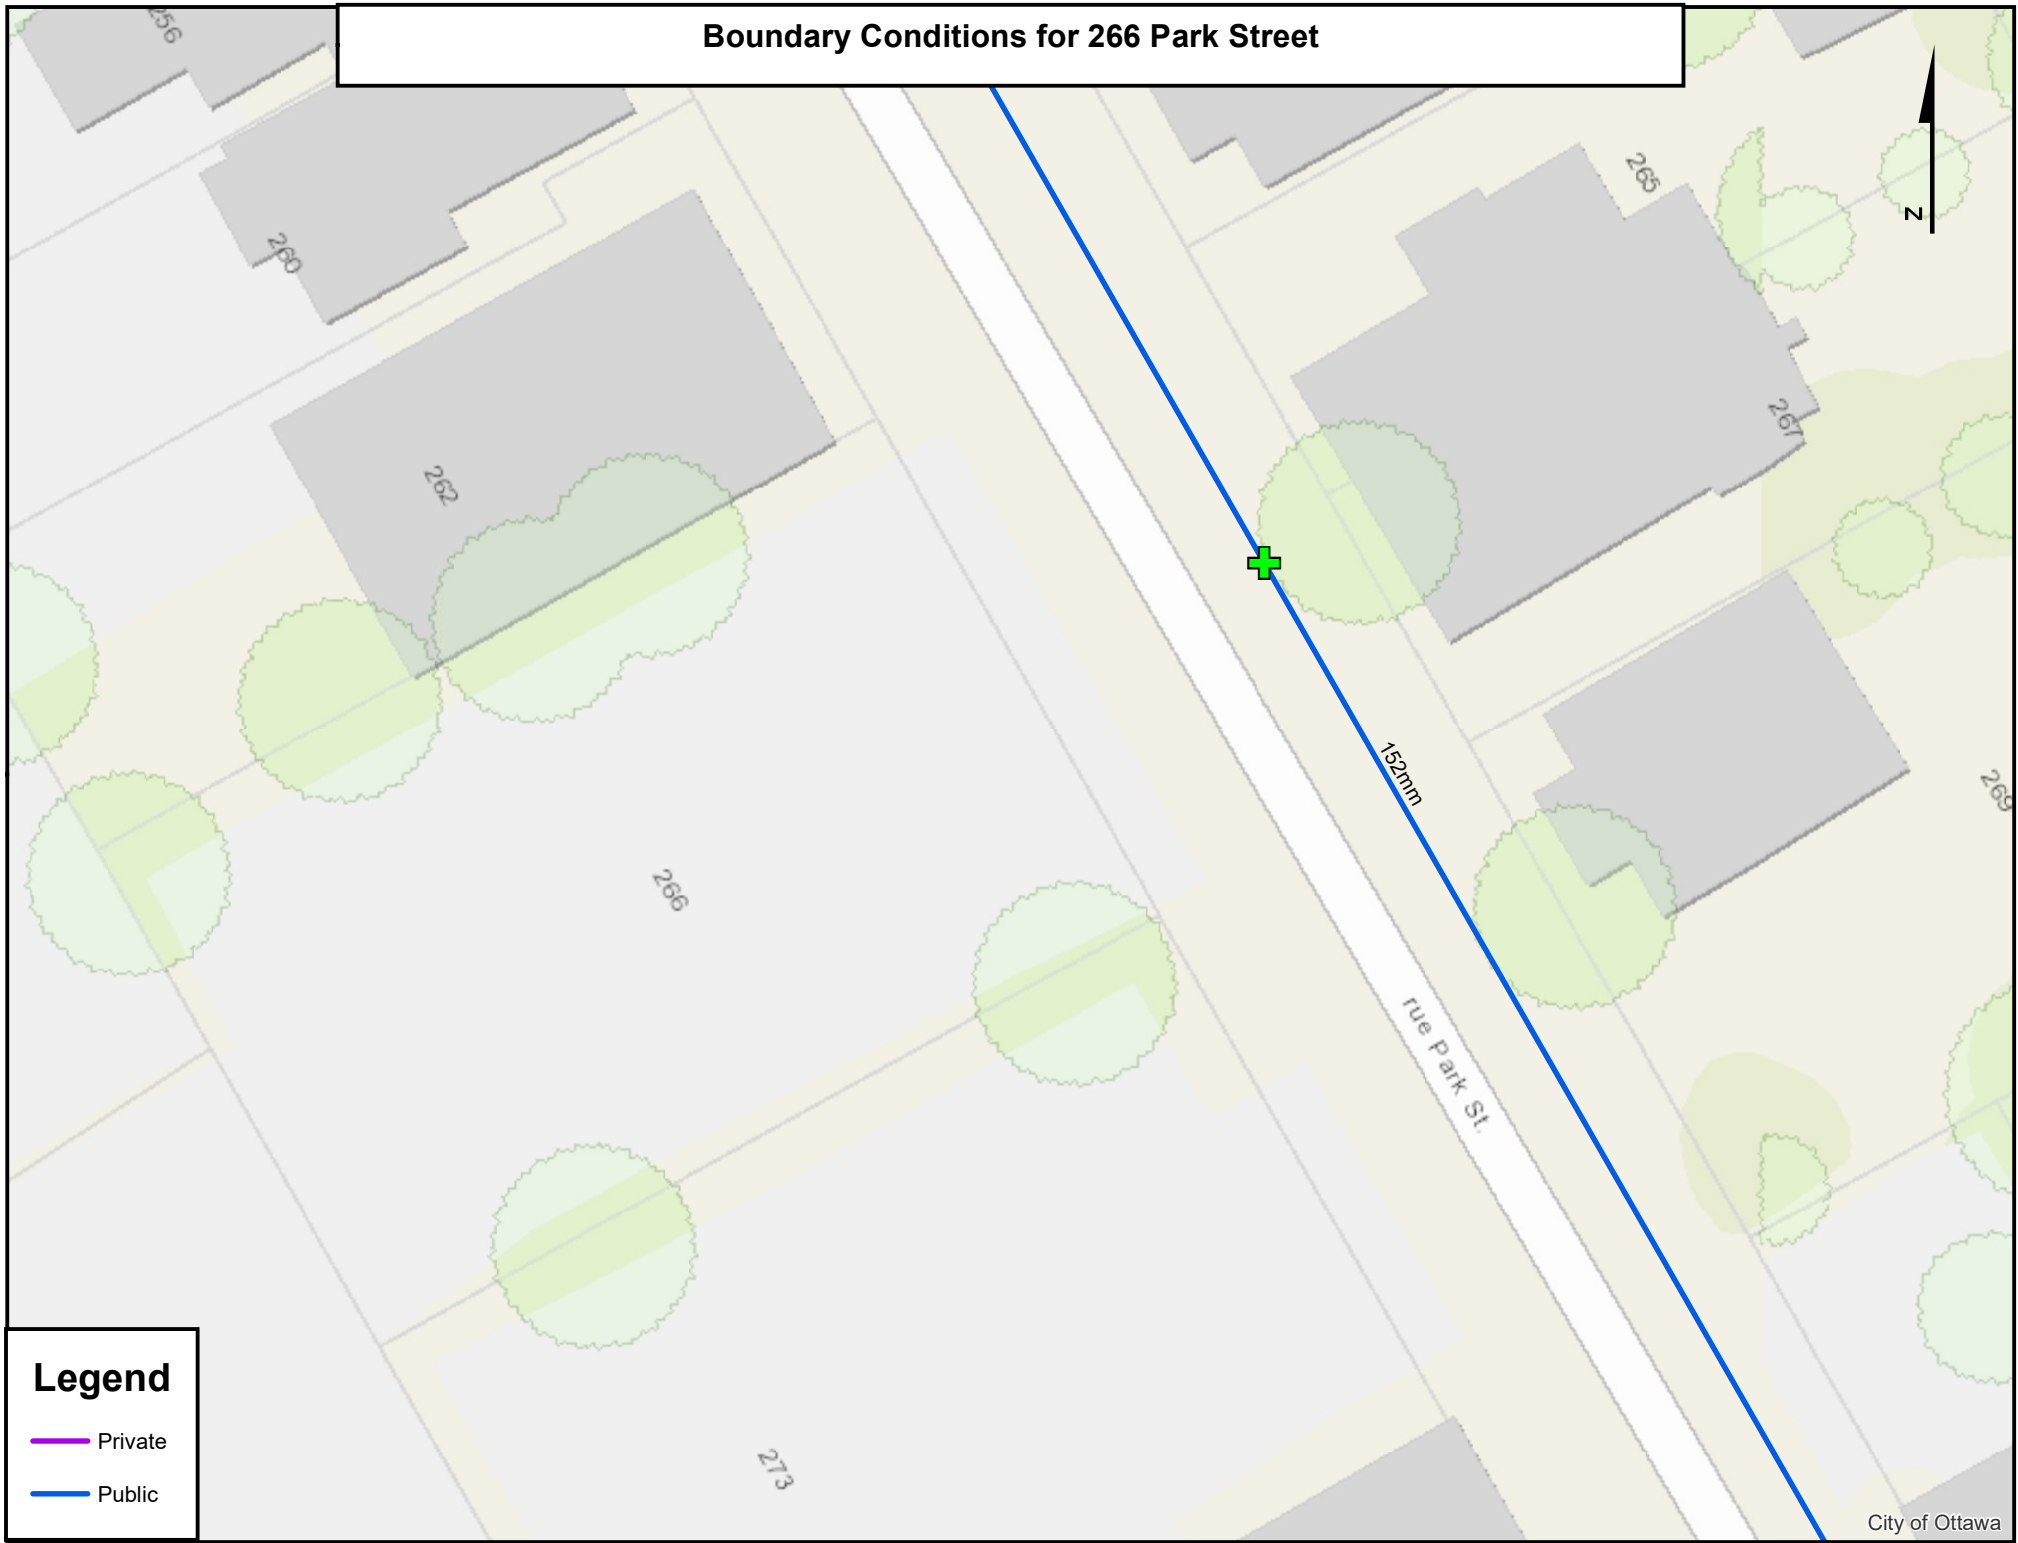 Boundary Conditions for 266 Park Street
256
265
Z
260
267
262
152mm
269
266
rue Park St.
Legend
Private
Public
273
City of Ottawa